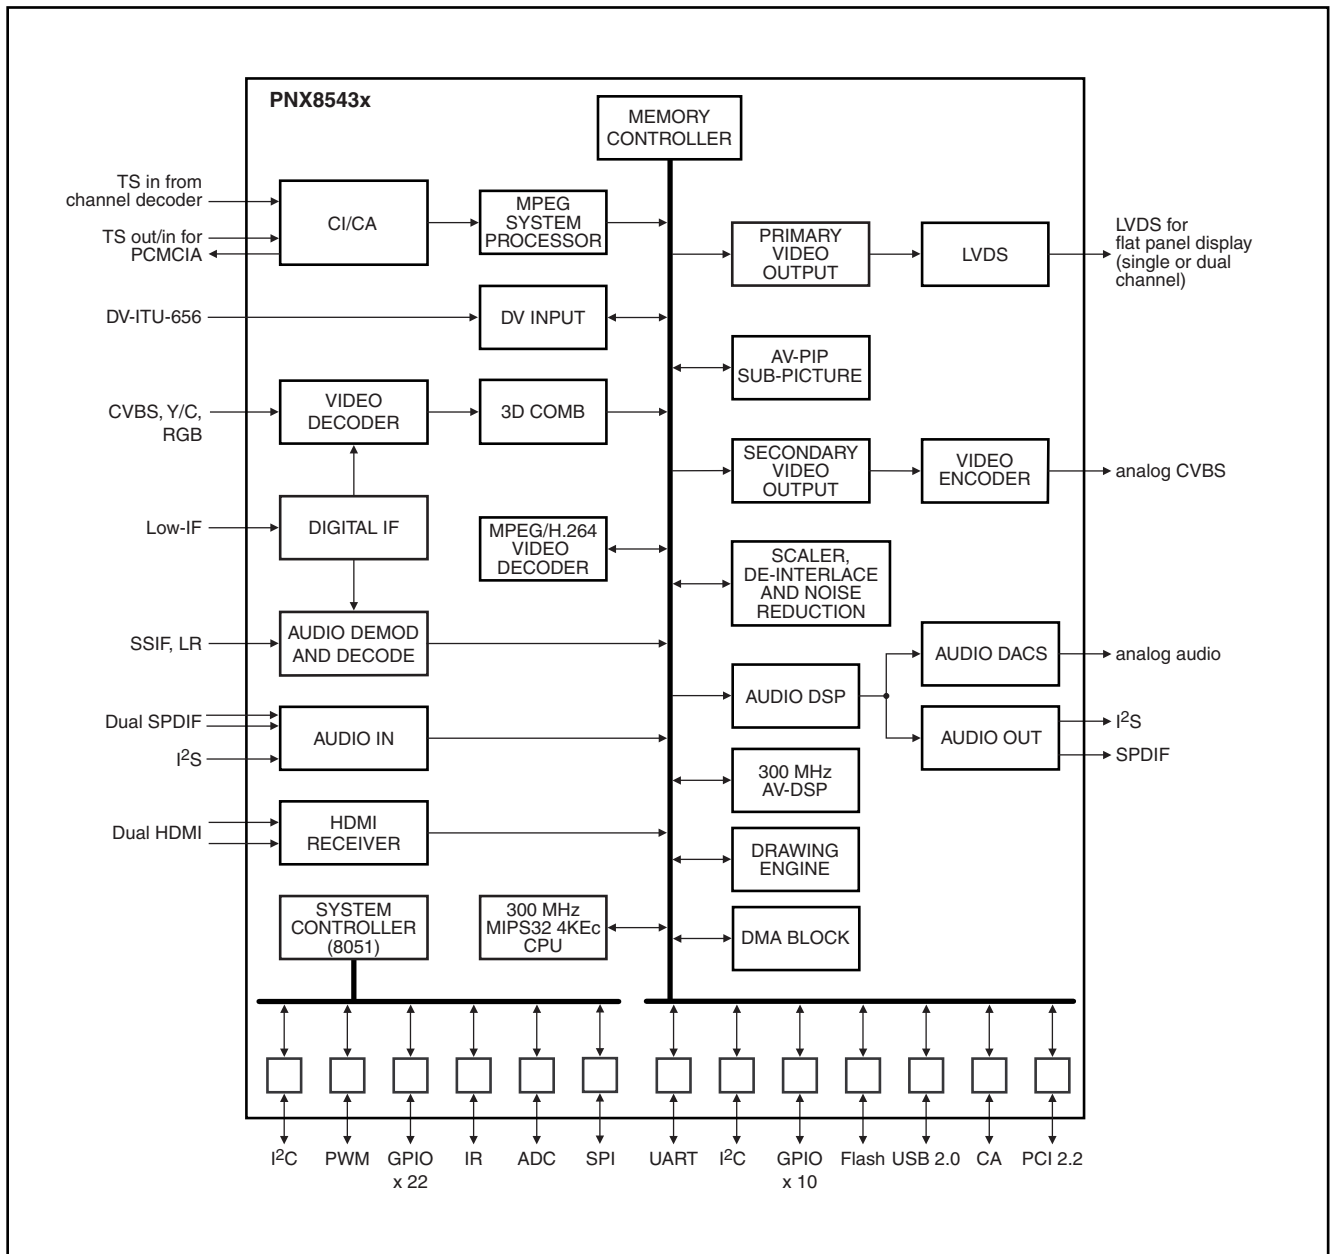 PNX8543x
MEMORY
CONTROLLER
TS in from
channel decoder
TS out/in for
PCMCIA
CI/CA
MPEG
SYSTEM
PROCESSOR
PRIMARY
VIDEO
OUTPUT
LVDS
LVDS for
flat panel display
(single or dual
channel)
DV-ITU-656
DV INPUT
AV-PIP
SUB-PICTURE
CVBS, Y/C,
RGB
VIDEO
DECODER
3D COMB
SECONDARY
VIDEO
OUTPUT
VIDEO
ENCODER
analog CVBS
Low-IF
DIGITAL IF
MPEG/H.264
VIDEO
DECODER
SCALER,
DE-INTERLACE
AND NOISE
REDUCTION
SSIF, LR
AUDIO DEMOD
AND DECODE
AUDIO DSP
AUDIO DACS
analog audio
Dual SPDIF
I²S
AUDIO IN
AUDIO OUT
I²S
SPDIF
300 MHz
AV-DSP
Dual HDMI
HDMI
RECEIVER
DRAWING
ENGINE
SYSTEM
CONTROLLER
(8051)
300 MHz
MIPS32 4KEc
CPU
DMA BLOCK
I²C
PWM
GPIO
x 22
IR
ADC
SPI
UART
I²C
GPIO
x 10
Flash
USB 2.0
CA
PCI 2.2